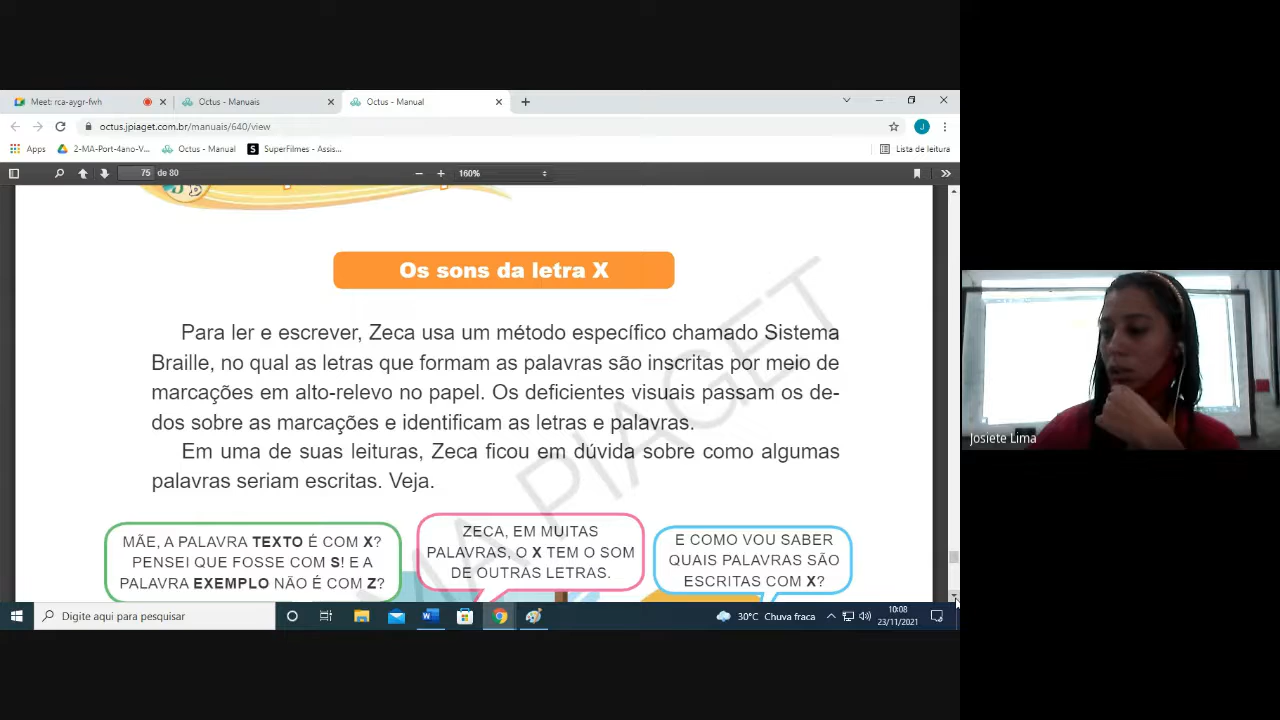 Meet: rca-aygr-fwh
Octus - Manuais
Octus - Manual
octus.jpiaget.com.br/manuais/640/view
Apps
2-MA-Port-4ano-V...
Octus - Manual
SuperFilmes - Assis...
Lista de leitura
75 de 80
160%
Os sons da letra X
Para ler e escrever, Zeca usa um método específico chamado Sistema
Braille, no qual as letras que formam as palavras são inscritas por meio de
marcações em alto-relevo no papel. Os deficientes visuais passam os de-
dos sobre as marcações e identificam as letras e palavras.
Em uma de suas leituras, Zeca ficou em dúvida sobre como algumas
palavras seriam escritas. Veja.
MÃE, A PALAVRA TEXTO É COM X?
PENSEI QUE FOSSE COM S! E A
PALAVRA EXEMPLO NÃO É COM Z?
ZECA, EM MUITAS
PALAVRAS, O X TEM O SOM
DE OUTRAS LETRAS.
E COMO VOU SABER
QUAIS PALAVRAS SÃO
ESCRITAS COM X?
MA PIAGET
Digite aqui para pesquisar
30°C Chuva fraca
10:08
23/11/2021
Josiete Lima